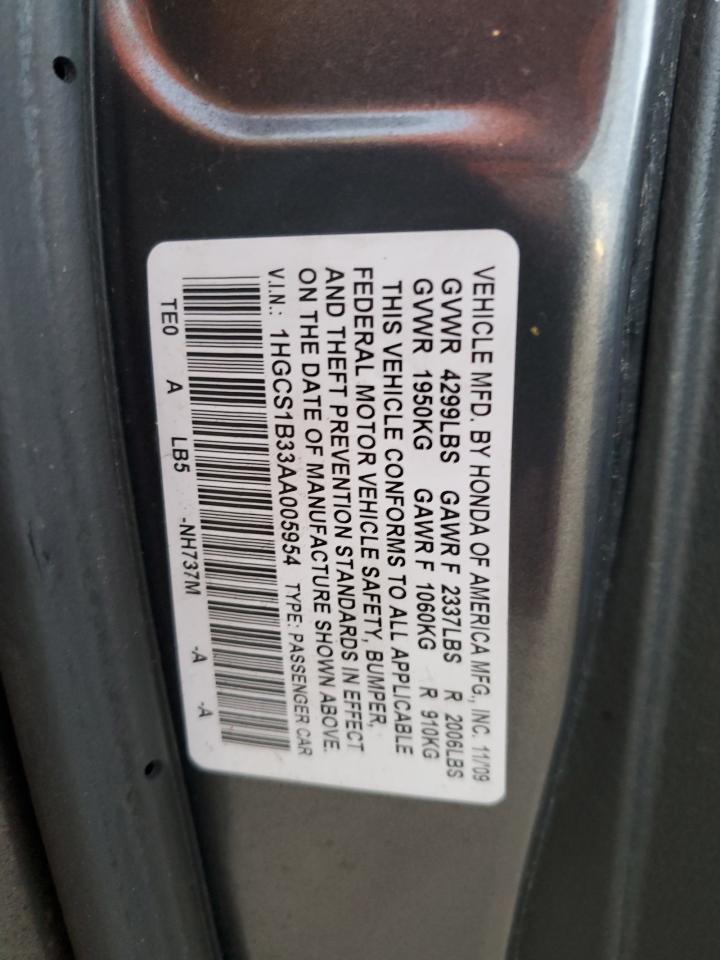 VEHICLE MFD. BY HONDA OF AMERICA MFG., INC. 11/09
GVWR 4299LBS GAWR F 2337LBS R 2006LBS
GVWR 1950KG GAWR F 1060KG R 910KG
THIS VEHICLE CONFORMS TO ALL APPLICABLE
FEDERAL MOTOR VEHICLE SAFETY, BUMPER,
AND THEFT PREVENTION STANDARDS IN EFFECT
ON THE DATE OF MANUFACTURE SHOWN ABOVE.
V.I.N.: 1HGCS1B33AA005954 TYPE: PASSENGER CAR
TE0 A LB5 -NH737M -A -A